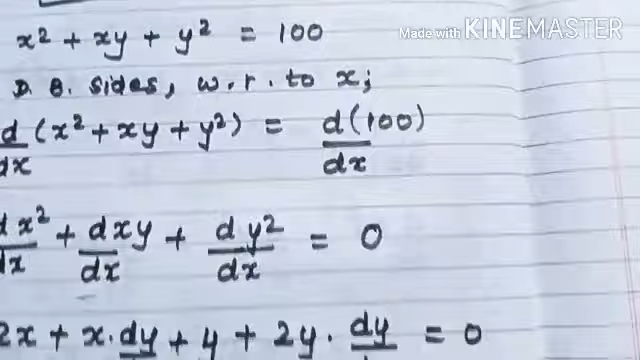 Made with KINEMASTER
x² + xy + y² = 100
D. B. sides, w.r. to x;
d/dx (x² + xy + y²) = d(100)/dx
dx²/dx + dxy/dx + dy²/dx = 0
2x + x. dy + y + 2y. dy = 0